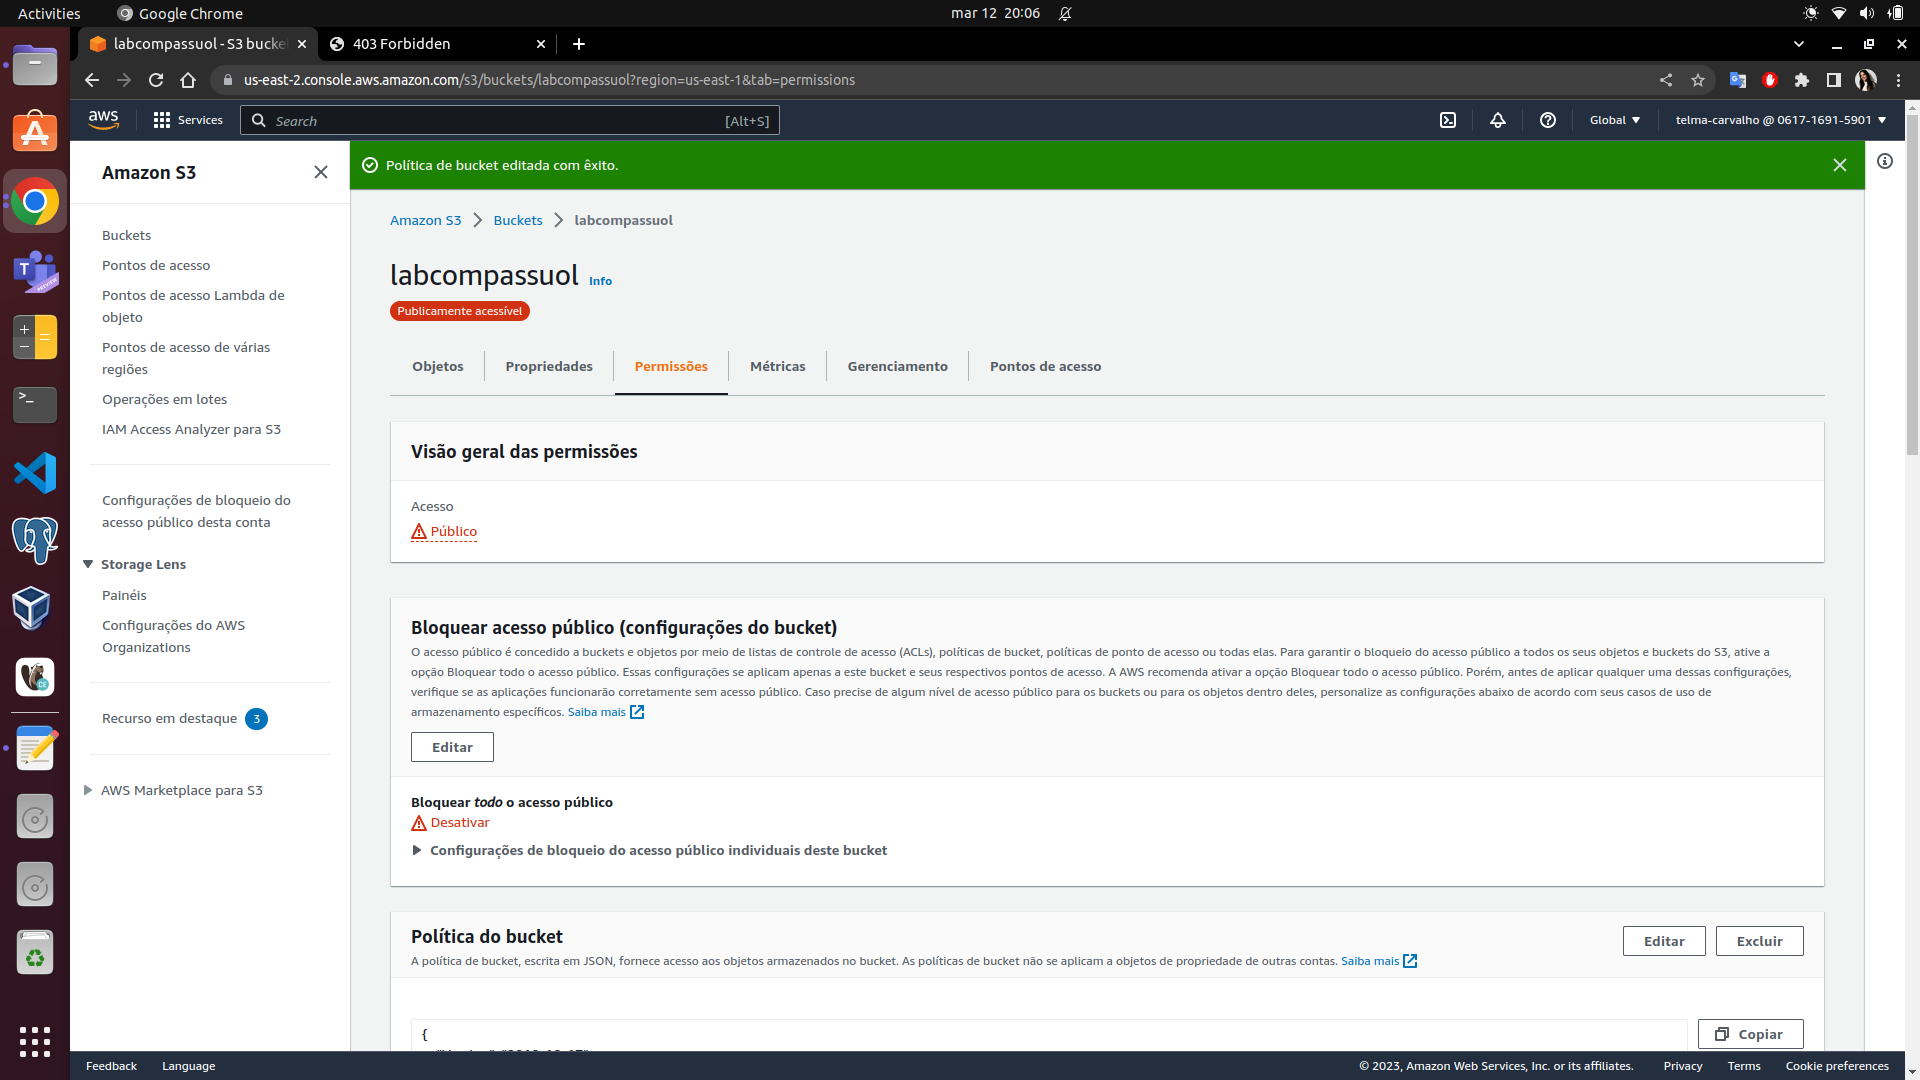 Activities
Google Chrome
mar 12 20:06
labcompassuol - S3 bucke
403 Forbidden
us-east-2.console.aws.amazon.com/s3/buckets/labcompassuol?region=us-east-1&tab=permissions
aws
Services
Search
[Alt+S]
Global
telma-carvalho @ 0617-1691-5901
Amazon S3
Política de bucket editada com êxito.
Buckets
Pontos de acesso
Pontos de acesso Lambda de
objeto
Pontos de acesso de várias
regiões
Operações em lotes
IAM Access Analyzer para S3
Configurações de bloqueio do
acesso público desta conta
Storage Lens
Painéis
Configurações do AWS
Organizations
Recurso em destaque 3
AWS Marketplace para S3
Amazon S3
Buckets
labcompassuol
labcompassuol Info
Publicamente acessível
Objetos
Propriedades
Permissões
Métricas
Gerenciamento
Pontos de acesso
Visão geral das permissões
Acesso
Público
Bloquear acesso público (configurações do bucket)
O acesso público é concedido a buckets e objetos por meio de listas de controle de acesso (ACLs), políticas de bucket, políticas de ponto de acesso ou todas elas. Para garantir o bloqueio do acesso público a todos os seus objetos e buckets do S3, ative a
opção Bloquear todo o acesso público. Essas configurações se aplicam apenas a este bucket e seus respectivos pontos de acesso. A AWS recomenda ativar a opção Bloquear todo o acesso público. Porém, antes de aplicar qualquer uma dessas configurações,
verifique se as aplicações funcionarão corretamente sem acesso público. Caso precise de algum nível de acesso público para os buckets ou para os objetos dentro deles, personalize as configurações abaixo de acordo com seus casos de uso de
armazenamento específicos. Saiba mais
Editar
Bloquear todo o acesso público
Desativar
Configurações de bloqueio do acesso público individuais deste bucket
Política do bucket
A política de bucket, escrita em JSON, fornece acesso aos objetos armazenados no bucket. As políticas de bucket não se aplicam a objetos de propriedade de outras contas. Saiba mais
Editar
Excluir
{
Copiar
Feedback
Language
© 2023, Amazon Web Services, Inc. or its affiliates.
Privacy
Terms
Cookie preferences